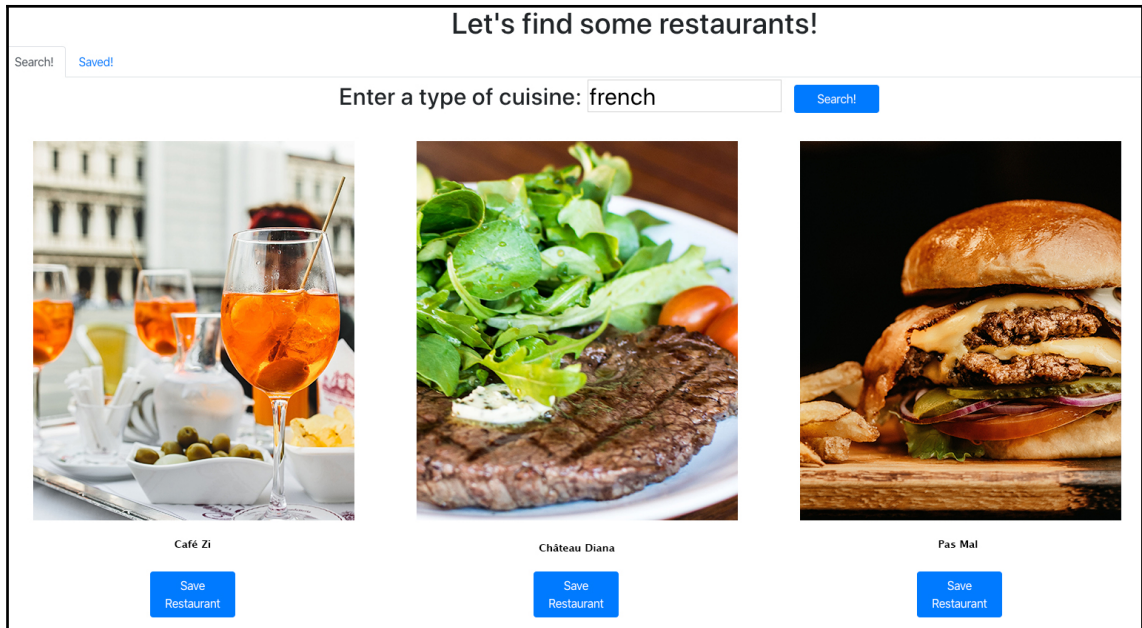 Let's find some restaurants!
Search! Saved!
Enter a type of cuisine: french Search!
Café Zi
Château Diana
Pas Mal
Save
Restaurant
Save
Restaurant
Save
Restaurant